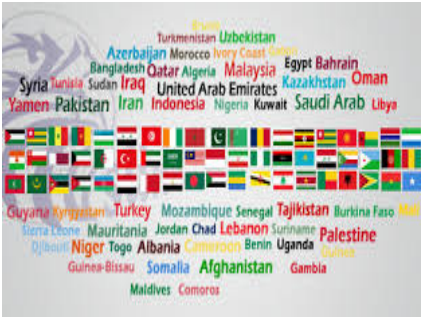 Turkmenistan Uzbekistan
Azerbaijan Morocco Ivory Coast
Bangladesh Qatar Algeria Malaysia Egypt Bahrain
Syria Tunisia Sudan Iraq United Arab Emirates Kazakhstan Oman
Yamen Pakistan Iran Indonesia Nigeria Kuwait Saudi Arab Libya
Guyana Kyrgyastan Turkey Mozambique Senegal Tajikistan Burkina Faso Mali
Sierra Leone Mauritania Jordan Chad Lebanon Suriname Palestine
Djibouti Niger Togo Albania Cameroon Benin Uganda
Guinea-Bissau Somalia Afghanistan Gambia
Maldives Comoros